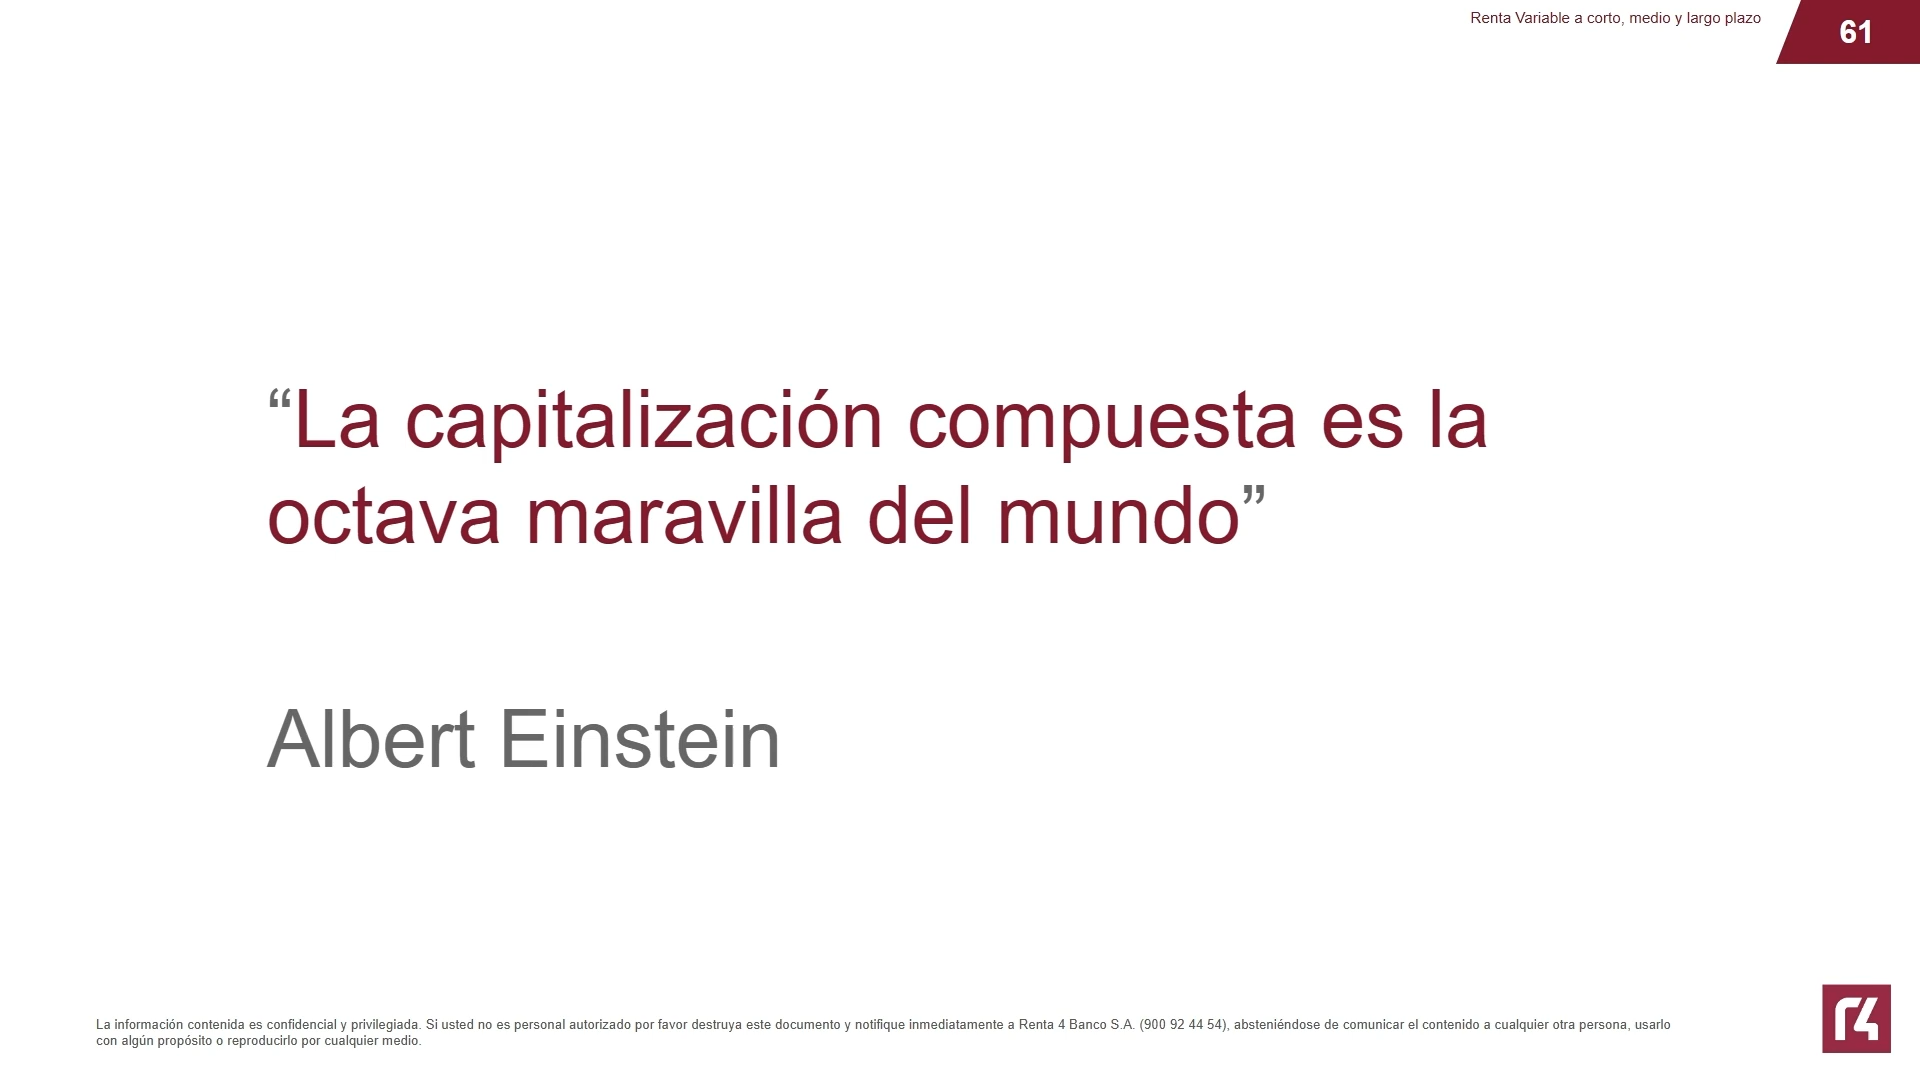 Renta Variable a corto, medio y largo plazo
61
“La capitalización compuesta es la
octava maravilla del mundo”
Albert Einstein
La información contenida es confidencial y privilegiada. Si usted no es personal autorizado por favor destruya este documento y notifique inmediatamente a Renta 4 Banco S.A. (900 92 44 54), absteniéndose de comunicar el contenido a cualquier otra persona, usarlo
con algún propósito o reproducirlo por cualquier medio.
r4